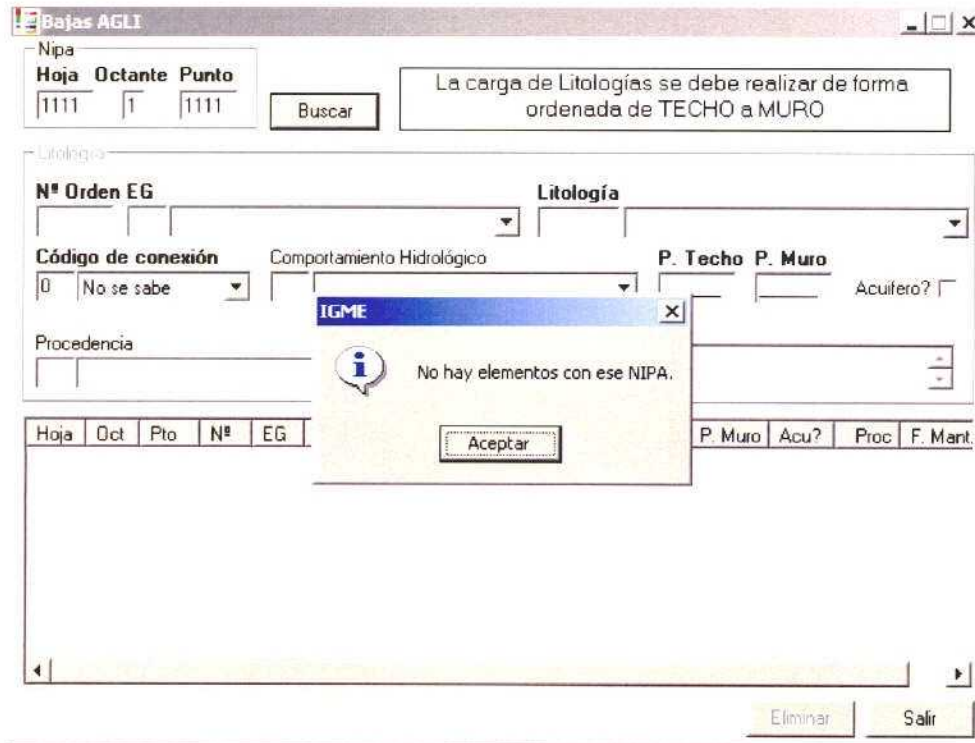 Bajas AGLI
Nipa
Hoja Octante Punto
1111 1 1111
Buscar
La carga de Litologías se debe realizar de forma
ordenada de TECHO a MURO
Litología
Nº Orden EG
Litología
Código de conexión
Comportamiento Hidrológico
P. Techo P. Muro
0 No se sabe
Acuifero?
IGME
Procedencia
No hay elementos con ese NIPA.
Aceptar
Hoja Oct Pto Nº EG P. Muro Acu? Proc F. Mant.
Eliminar
Salir